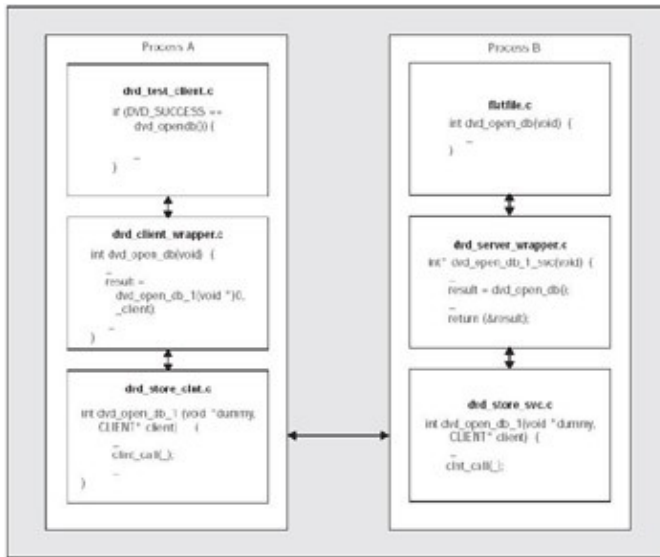 Process A
dvd_test_client.c
if (DVD_SUCCESS ==
dvd_opendb()) {
...
}
dvd_client_wrapper.c
int dvd_open_db(void) {
...
result =
dvd_open_db_1(void *)0,
_client);
...
}
dvd_store_clnt.c
int dvd_open_db_1 (void *dummy,
CLIENT* client) {
...
clnt_call(...);
...
}
Process B
flatfile.c
int dvd_open_db(void) {
...
}
dvd_server_wrapper.c
int* dvd_open_db_1_svc(void) {
...
result = dvd_open_db();
...
return (&result);
dvd_store_svc.c
int dvd_open_db_1(void *dummy,
CLIENT* client) {
...
clnt_call(...);